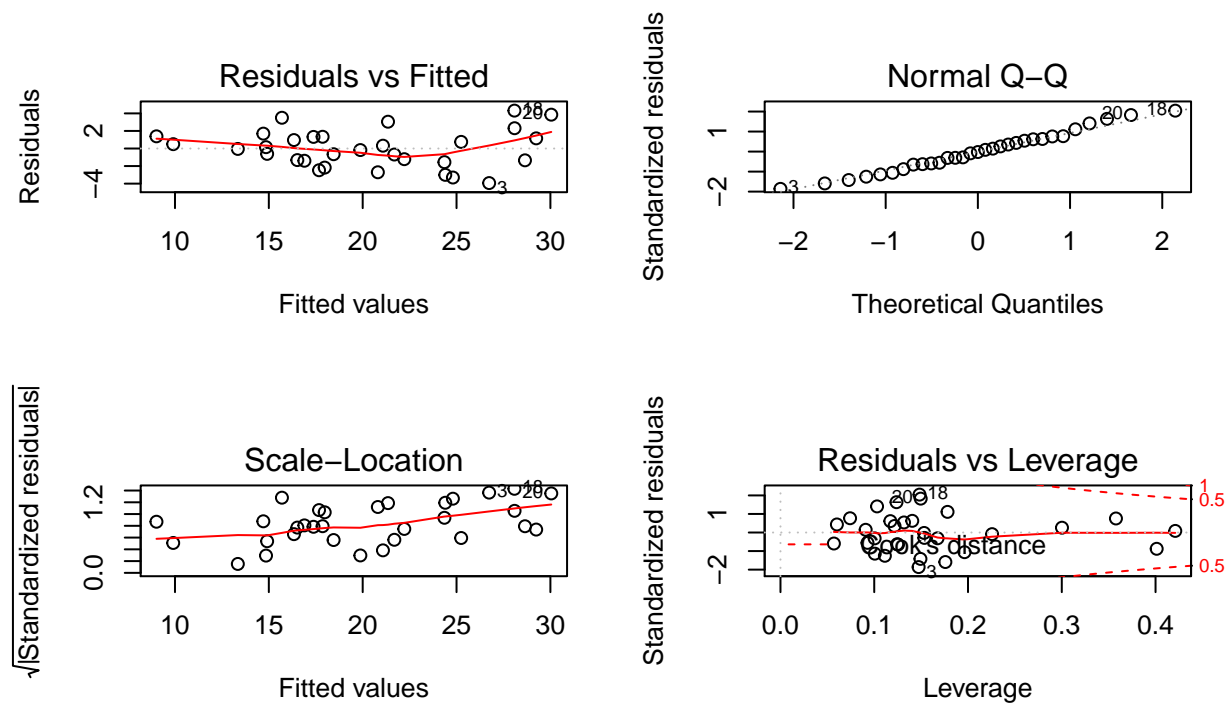 Residuals vs Fitted
Residuals
2
−4
18
20
3
10 15 20 25 30
Fitted values
Normal Q−Q
Standardized residuals
1
−2
20
18
3
−2 −1 0 1 2
Theoretical Quantiles
Scale−Location
√|Standardized residuals|
1.2
0.0
3
18
20
10 15 20 25 30
Fitted values
Residuals vs Leverage
Standardized residuals
1
−2
1
0.5
0.5
20
18
3
k's distance
0.0 0.1 0.2 0.3 0.4
Leverage